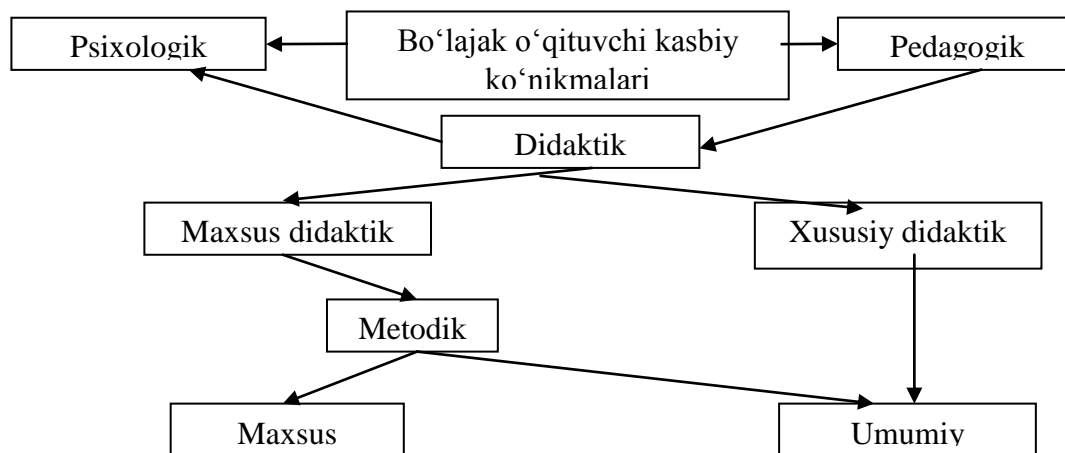 Psixologik
Bo‘lajak o‘qituvchi kasbiy
ko‘nikmalari
Pedagogik
Didaktik
Maxsus didaktik
Xususiy didaktik
Metodik
Maxsus
Umumiy